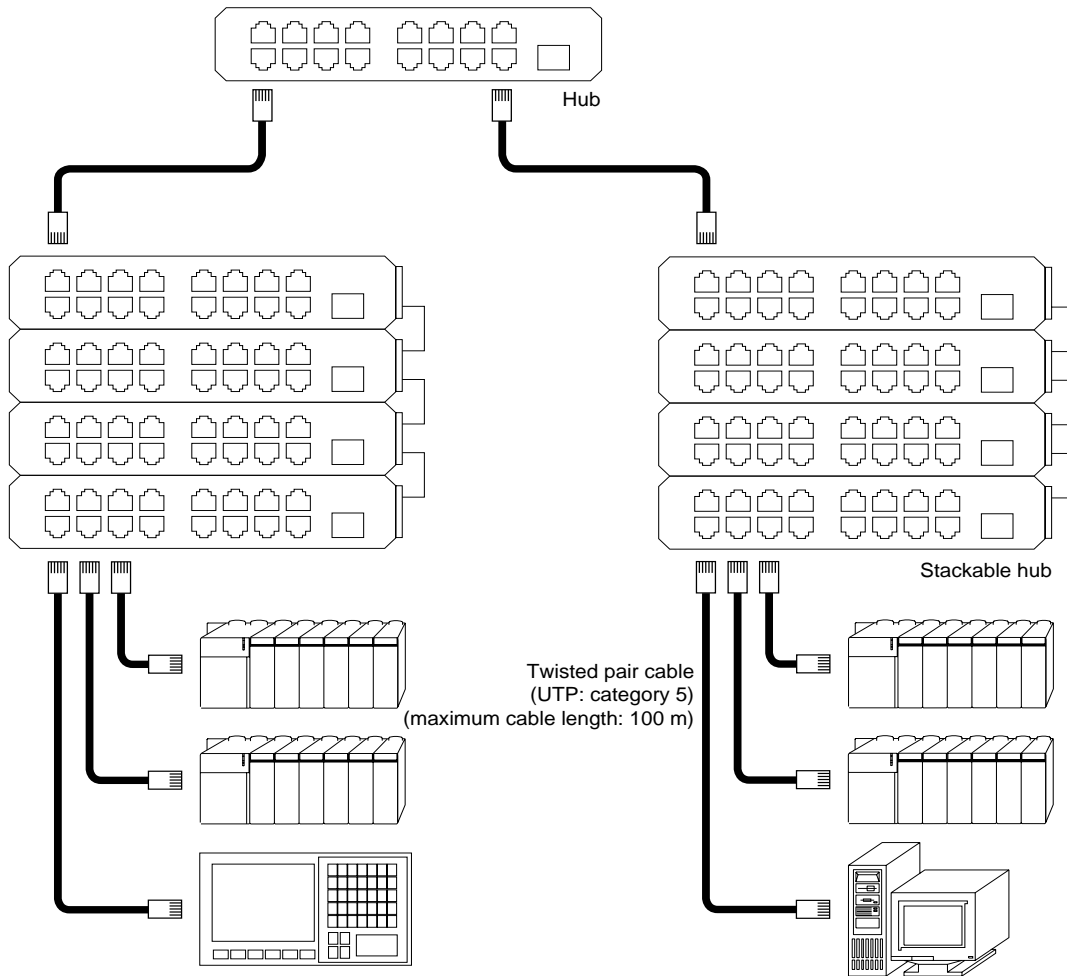 Hub
Stackable hub
Twisted pair cable
(UTP: category 5)
(maximum cable length: 100 m)